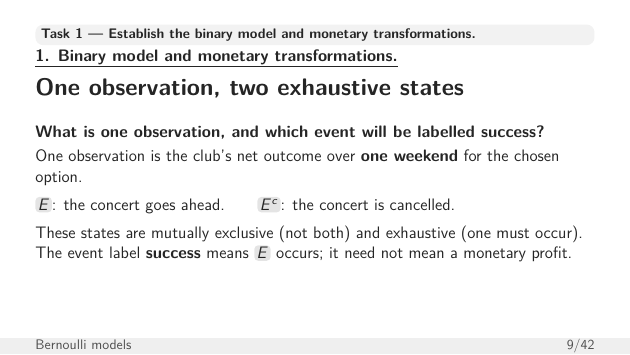 Task 1 — Establish the binary model and monetary transformations.
1. Binary model and monetary transformations.
One observation, two exhaustive states
What is one observation, and which event will be labelled success?
One observation is the club's net outcome over one weekend for the chosen
option.
E: the concert goes ahead. Eᶜ: the concert is cancelled.
These states are mutually exclusive (not both) and exhaustive (one must occur).
The event label success means E occurs; it need not mean a monetary profit.
Bernoulli models 9/42